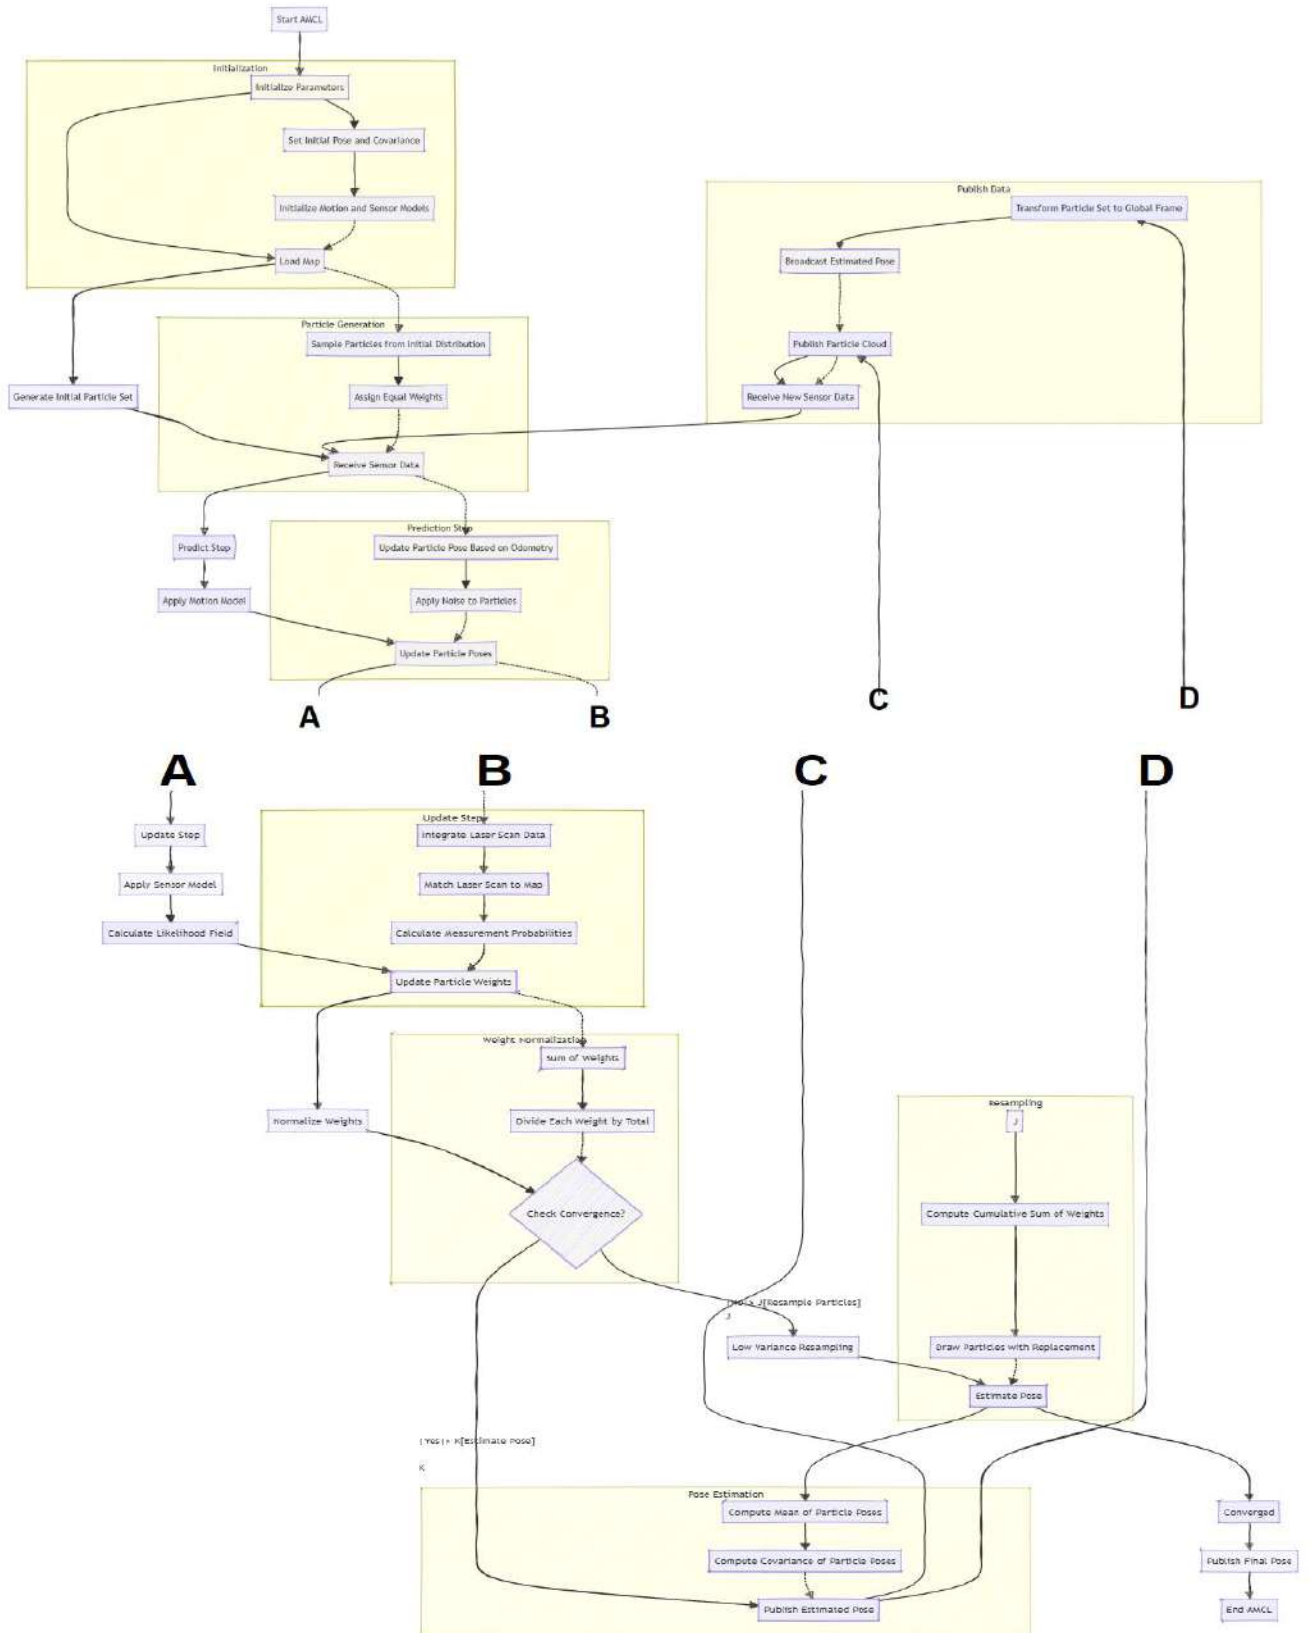 Start AMCL
Initialization
Initialize Parameters
Set Initial Pose and Covariance
Initialize Motion and Sensor Models
Load Map
Publish Data
Transform Particle Set to Global Frame
Broadcast Estimated Pose
Publish Particle Cloud
Receive New Sensor Data
Particle Generation
Sample Particles from Initial Distribution
Generate Initial Particle Set
Assign Equal Weights
Receive Sensor Data
Prediction Step
Predict Step
Update Particle Pose Based on Odometry
Apply Motion Model
Apply Noise to Particles
Update Particle Poses
A
B
C
D
A
B
C
D
Update Step
Update Step
Integrate Laser Scan Data
Apply Sensor Model
Match Laser Scan to Map
Calculate Likelihood Field
Calculate Measurement Probabilities
Update Particle Weights
Weight Normalization
Sum of Weights
Normalize Weights
Divide Each Weight by Total
Check Convergence?
Resampling
J
Compute Cumulative Sum of Weights
|No|> J[Resample Particles]
J
Low Variance Resampling
Draw Particles with Replacement
Estimate Pose
|Yes|> K[Estimate Pose]
K
Pose Estimation
Compute Mean of Particle Poses
Compute Covariance of Particle Poses
Publish Estimated Pose
Converged
Publish Final Pose
End AMCL